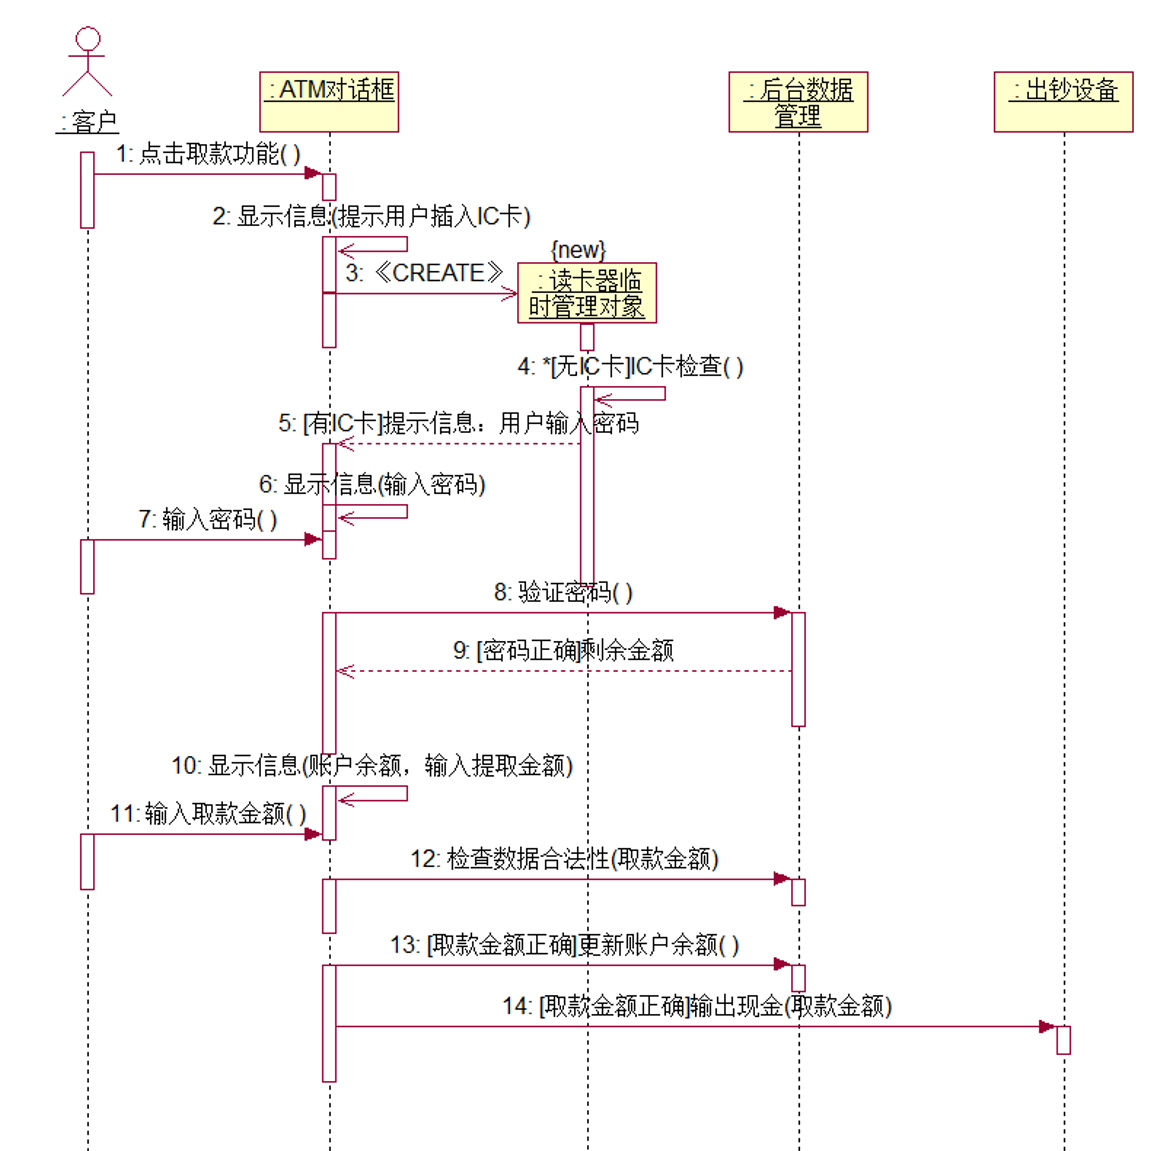 : 客户
: ATM对话框
: 后台数据
管理
: 出钞设备
1: 点击取款功能( )
2: 显示信息(提示用户插入IC卡)
{new}
3: 《CREATE》
: 读卡器临
时管理对象
4: *[无IC卡]IC卡检查( )
5: [有IC卡]提示信息：用户输入密码
6: 显示信息(输入密码)
7: 输入密码( )
8: 验证密码( )
9: [密码正确]剩余金额
10: 显示信息(账户余额，输入提取金额)
11: 输入取款金额( )
12: 检查数据合法性(取款金额)
13: [取款金额正确]更新账户余额( )
14: [取款金额正确]输出现金(取款金额)